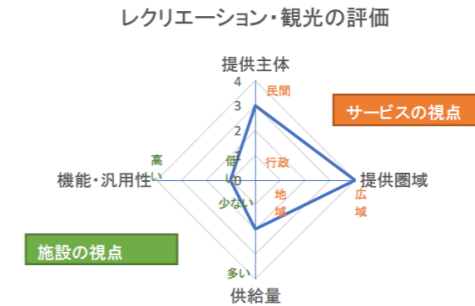 レクリエーション・観光の評価
提供主体
4
民間
3
サービスの視点
2
高い
低い
1
行政
機能・汎用性
0
提供圏域
少ない
地域
広域
施設の視点
多い
供給量